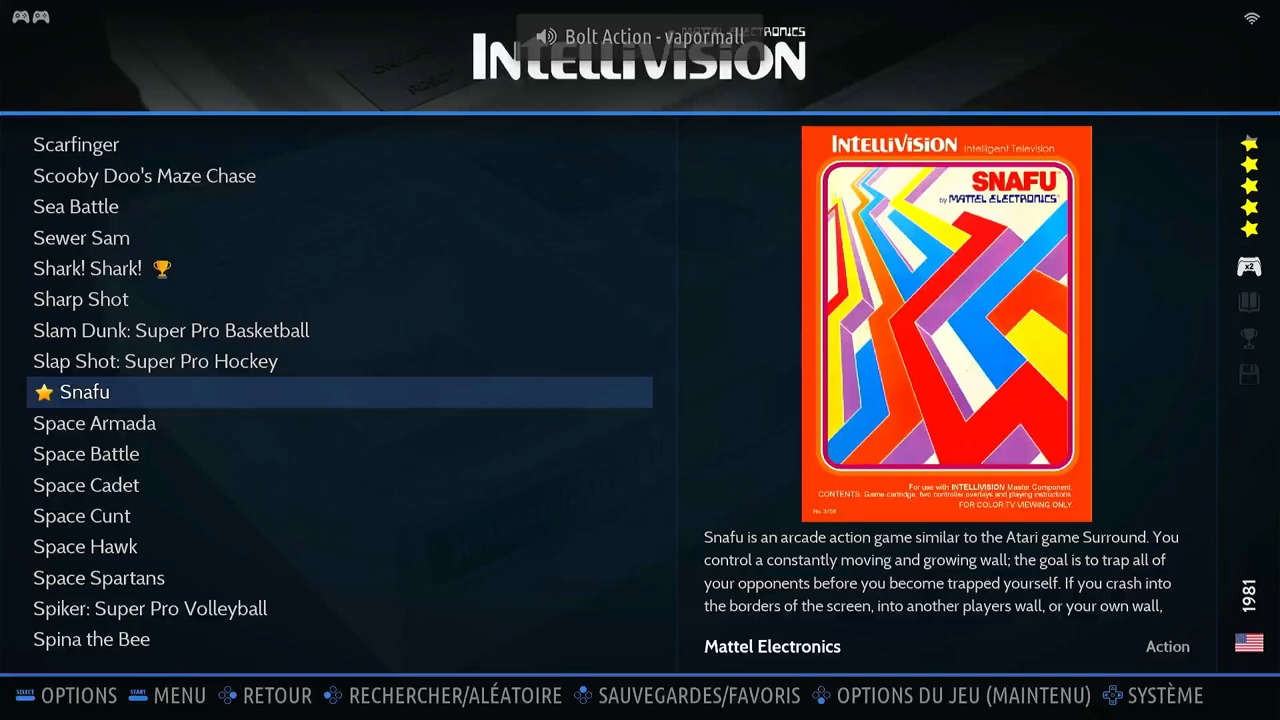 Bolt Action - vapormall
MATTEL ELECTRONICS
INTELLIVISION
Scarfinger
Scooby Doo's Maze Chase
Sea Battle
Sewer Sam
Shark! Shark!
Sharp Shot
Slam Dunk: Super Pro Basketball
Slap Shot: Super Pro Hockey
Snafu
Space Armada
Space Battle
Space Cadet
Space Cunt
Space Hawk
Space Spartans
Spiker: Super Pro Volleyball
Spina the Bee
INTELLIVISION Intelligent Television
SNAFU
by MATTEL ELECTRONICS
For use with INTELLIVISION Master Component.
CONTENTS: Game cartridge, two controller overlays and playing instructions.
FOR COLOR TV VIEWING ONLY.
No. 3758
Snafu is an arcade action game similar to the Atari game Surround. You
control a constantly moving and growing wall; the goal is to trap all of
your opponents before you become trapped yourself. If you crash into
the borders of the screen, into another players wall, or your own wall,
Mattel Electronics Action
x2
1981
SELECT OPTIONS START MENU RETOUR RECHERCHER/ALÉATOIRE SAUVEGARDES/FAVORIS OPTIONS DU JEU (MAINTENU) SYSTÈME